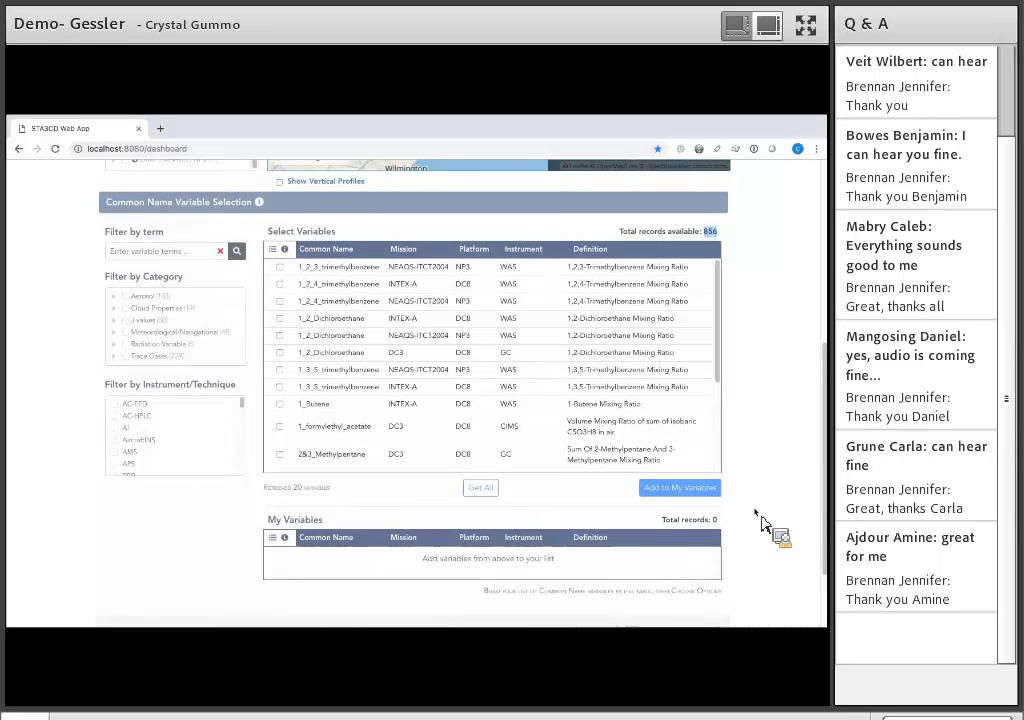 Demo- Gessler - Crystal Gummo
Q & A
STA3CD Web App
localhost:8080/dashboard
Wilmington
Show Vertical Profiles
Common Name Variable Selection
Filter by term
Enter variable terms ...
Filter by Category
Aerosol (133)
Cloud Properties (19)
J values (60)
Meteorological/Navigational (48)
Radiation Variable (6)
Trace Gases (229)
Filter by Instrument/Technique
AC-EFD
AC-HPLC
AI
AircraftINS
AMS
APS
Select Variables Total records available: 856
Common Name Mission Platform Instrument Definition
1_2_3_trimethylbenzene NEAQS-ITCT2004 NP3 WAS 1,2,3-Trimethylbenzene Mixing Ratio
1_2_4_trimethylbenzene INTEX-A DC8 WAS 1,2,4-Trimethylbenzene Mixing Ratio
1_2_4_trimethylbenzene NEAQS-ITCT2004 NP3 WAS 1,2,4-Trimethylbenzene Mixing Ratio
1_2_Dichloroethane INTEX-A DC8 WAS 1,2-Dichloroethane Mixing Ratio
1_2_Dichloroethane NEAQS-ITCT2004 NP3 WAS 1,2-Dichloroethane Mixing Ratio
1_2_Dichloroethane DC3 DC8 GC 1,2-Dichloroethane Mixing Ratio
1_3_5_trimethylbenzene NEAQS-ITCT2004 NP3 WAS 1,3,5-Trimethylbenzene Mixing Ratio
1_3_5_trimethylbenzene INTEX-A DC8 WAS 1,3,5-Trimethylbenzene Mixing Ratio
1_Butene INTEX-A DC8 WAS 1-Butene Mixing Ratio
1_formylethyl_acetate DC3 DC8 CIMS Volume Mixing Ratio of sum of isobaric
C5O3H8 in air.
2&3_Methylpentane DC3 DC8 GC Sum Of 2-Methylpentane And 3-
Methylpentane Mixing Ratio
Retrieved 20 variables Get All Add to My Variables
My Variables Total records: 0
Common Name Mission Platform Instrument Definition
Add variables from above to your list
Build your list of Common Name variables in this table, then Choose Options
Veit Wilbert: can hear
Brennan Jennifer:
Thank you
Bowes Benjamin: I
can hear you fine.
Brennan Jennifer:
Thank you Benjamin
Mabry Caleb:
Everything sounds
good to me
Brennan Jennifer:
Great, thanks all
Mangosing Daniel:
yes, audio is coming
fine...
Brennan Jennifer:
Thank you Daniel
Grune Carla: can hear
fine
Brennan Jennifer:
Great, thanks Carla
Ajdour Amine: great
for me
Brennan Jennifer:
Thank you Amine